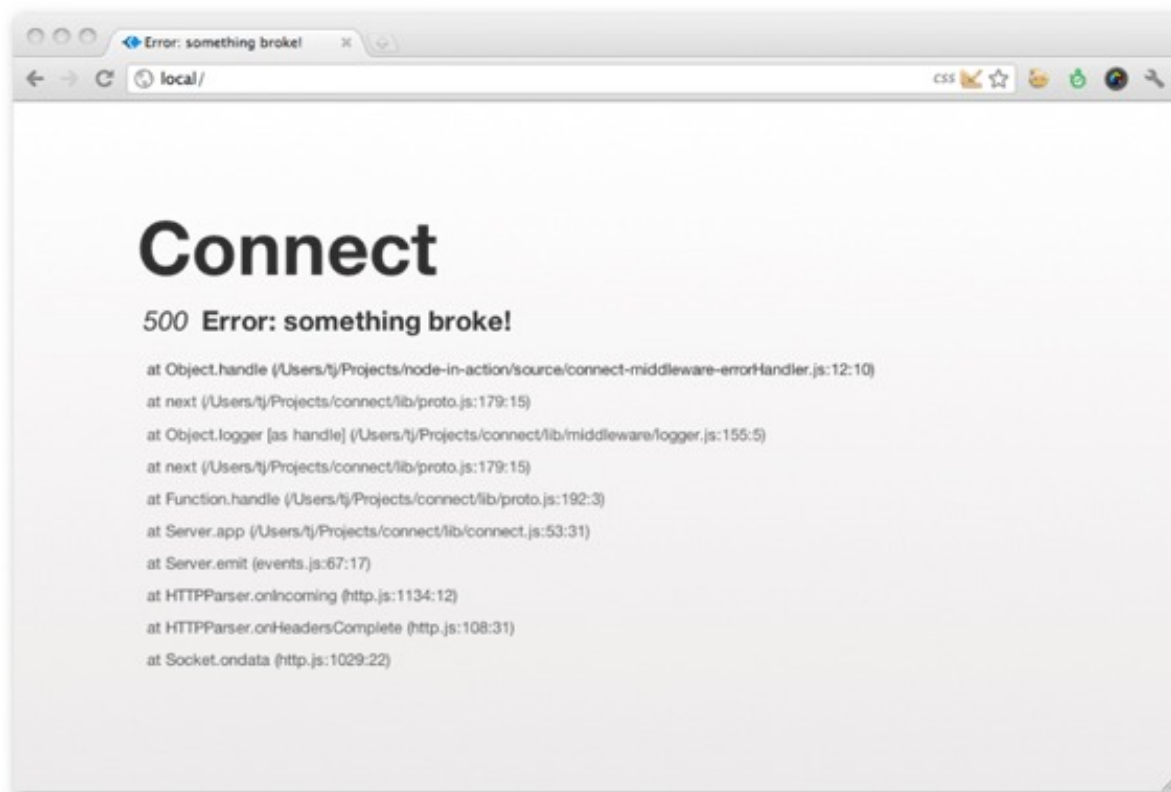 Error: something broke!
local/
css
Connect
500 Error: something broke!
at Object.handle (/Users/tj/Projects/node-in-action/source/connect-middleware-errorHandler.js:12:10)
at next (/Users/tj/Projects/connect/lib/proto.js:179:15)
at Object.logger [as handle] (/Users/tj/Projects/connect/lib/middleware/logger.js:155:5)
at next (/Users/tj/Projects/connect/lib/proto.js:179:15)
at Function.handle (/Users/tj/Projects/connect/lib/proto.js:192:3)
at Server.app (/Users/tj/Projects/connect/lib/connect.js:53:31)
at Server.emit (events.js:67:17)
at HTTPParser.onIncoming (http.js:1134:12)
at HTTPParser.onHeadersComplete (http.js:108:31)
at Socket.ondata (http.js:1029:22)